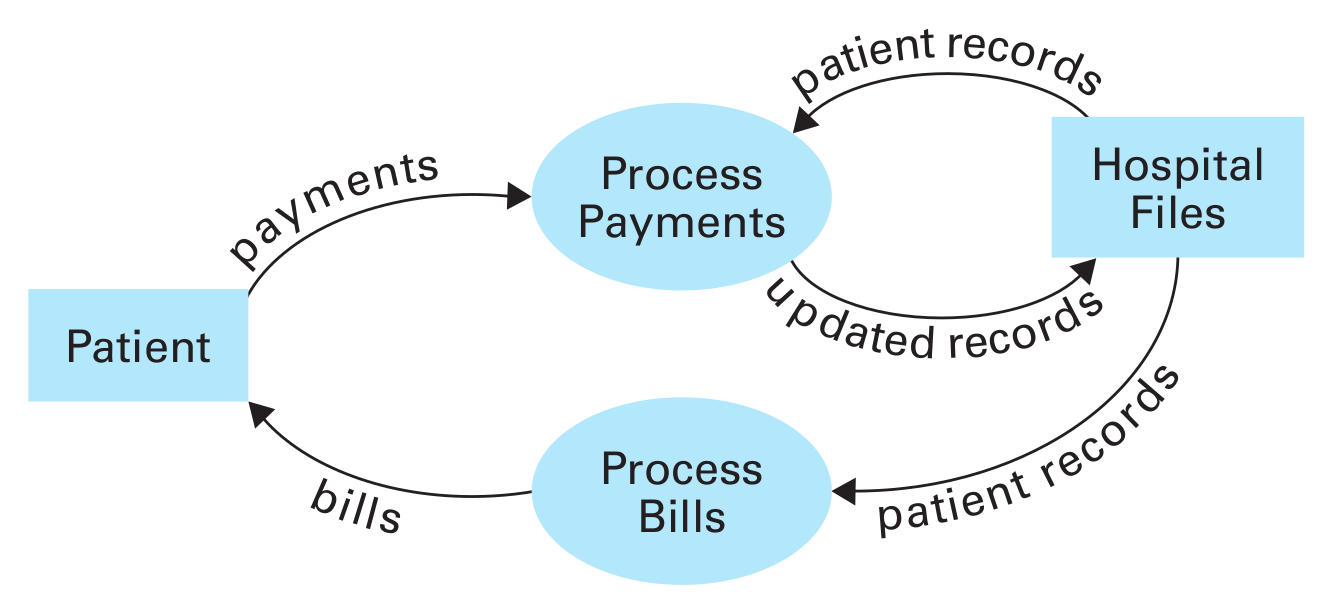 patient records
payments
Process
Payments
Hospital
Files
updated records
Patient
patient records
Process
Bills
bills